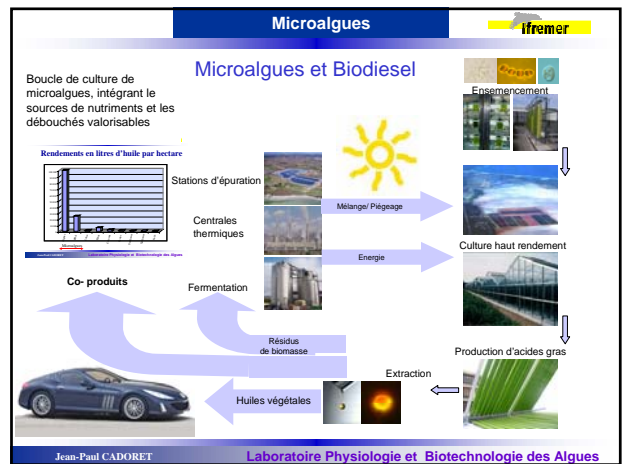 Microalgues
Ifremer
Microalgues et Biodiesel
Boucle de culture de
microalgues, intégrant le
sources de nutriments et les
débouchés valorisables
Ensemencement
Rendements en litres d'huile par hectare
Microalgues
Jean-Paul CADORET
Laboratoire Physiologie et Biotechnologie des Algues
Stations d'épuration
Mélange/ Piégeage
Centrales
thermiques
Culture haut rendement
Energie
Co- produits
Fermentation
Résidus
de biomasse
Production d'acides gras
Extraction
Huiles végétales
Jean-Paul CADORET
Laboratoire Physiologie et Biotechnologie des Algues